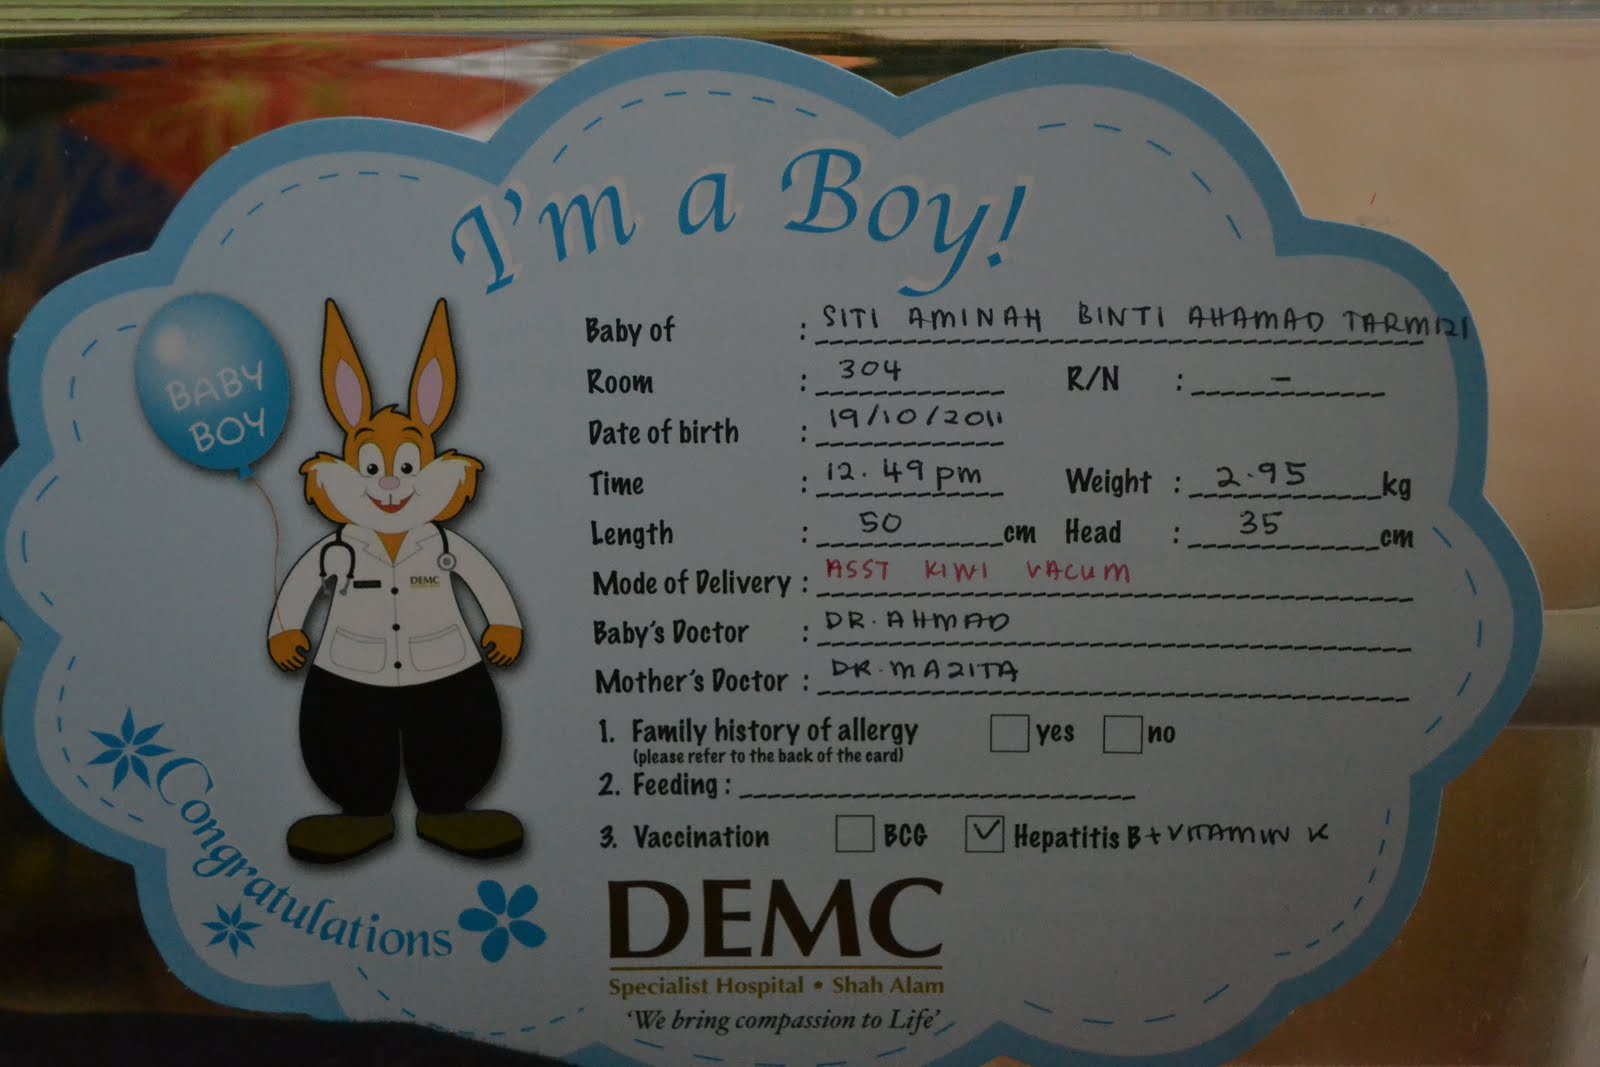 I'm a Boy!
BABY
BOY
Baby of : SITI AMINAH BINTI AHAMAD TARMIZI
Room : 304 R/N : -
Date of birth : 19/10/2011
Time : 12.49 pm Weight : 2.95 kg
Length : 50 cm Head : 35 cm
Mode of Delivery : ASST KIWI VACUM
Baby's Doctor : DR. AHMAD
Mother's Doctor : DR. MAZITA
1. Family history of allergy yes no
(please refer to the back of the card)
2. Feeding :
3. Vaccination BCG ✓ Hepatitis B + VITAMIN K
DEMC
Congratulations
DEMC
Specialist Hospital • Shah Alam
'We bring compassion to Life'